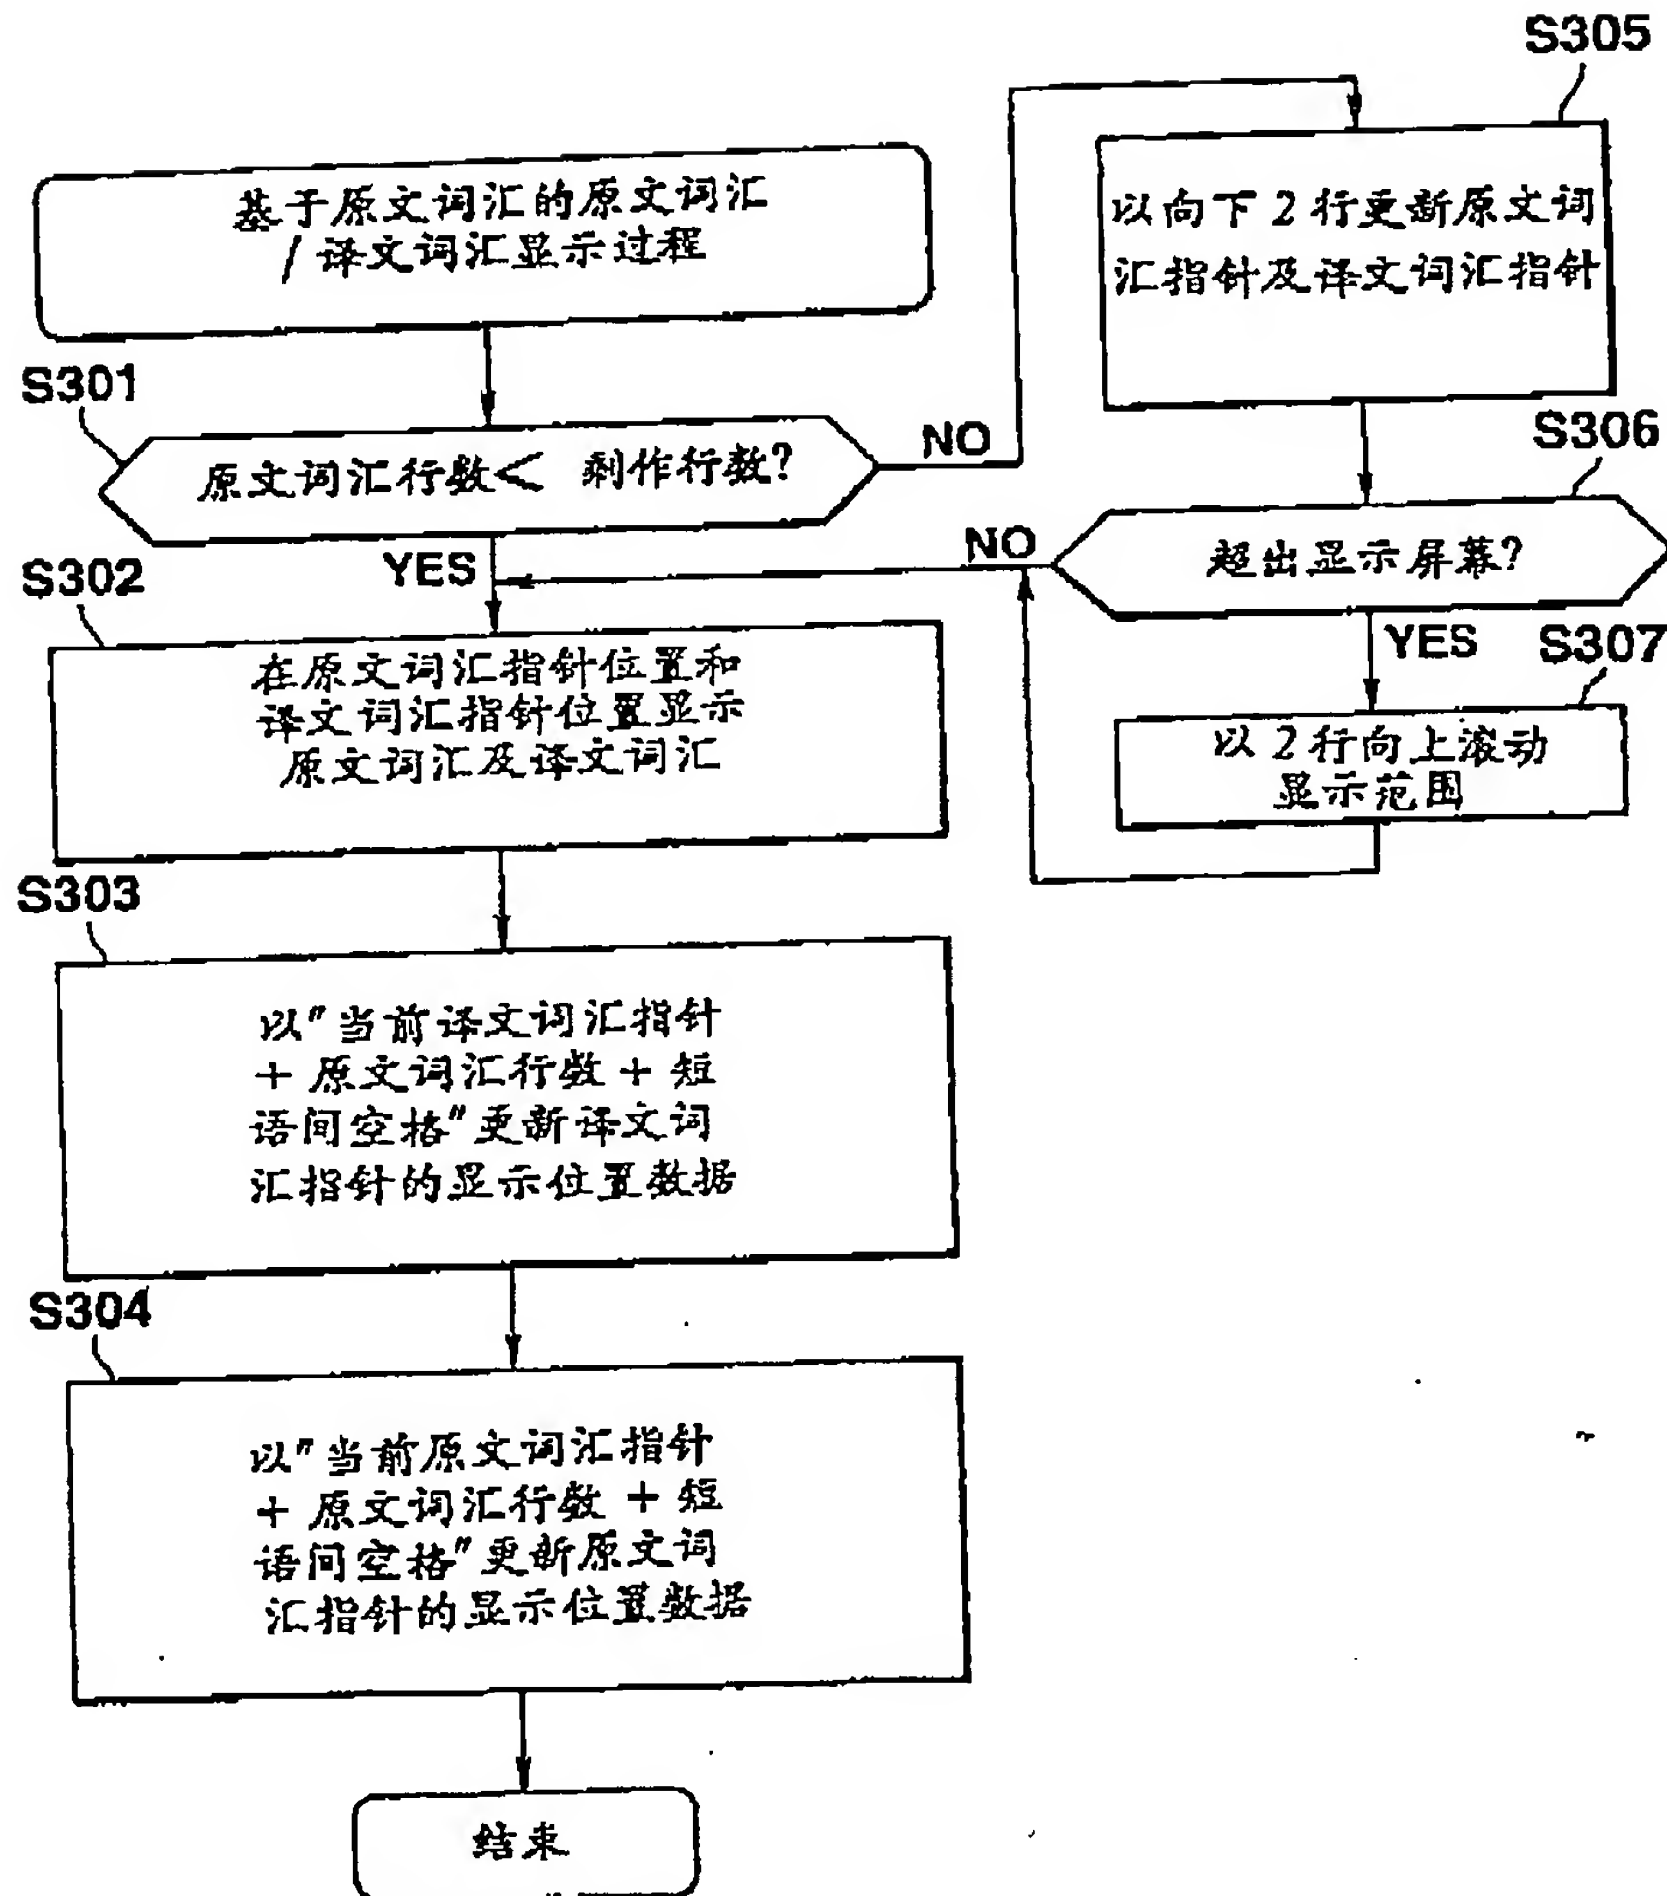 基于原文词汇的原文词汇
/译文词汇显示过程
S301
原文词汇行数< 剩作行数?
NO
YES
S302
在原文词汇指针位置和
译文词汇指针位置显示
原文词汇及译文词汇
S303
以"当前译文词汇指针
+原文词汇行数+短
语间空格"更新译文词
汇指针的显示位置数据
S304
以"当前原文词汇指针
+原文词汇行数+短
语间空格"更新原文词
汇指针的显示位置数据
结束
S305
以向下2行更新原文词
汇指针及译文词汇指针
S306
超出显示屏幕?
NO
YES
S307
以2行向上滚动
显示范围